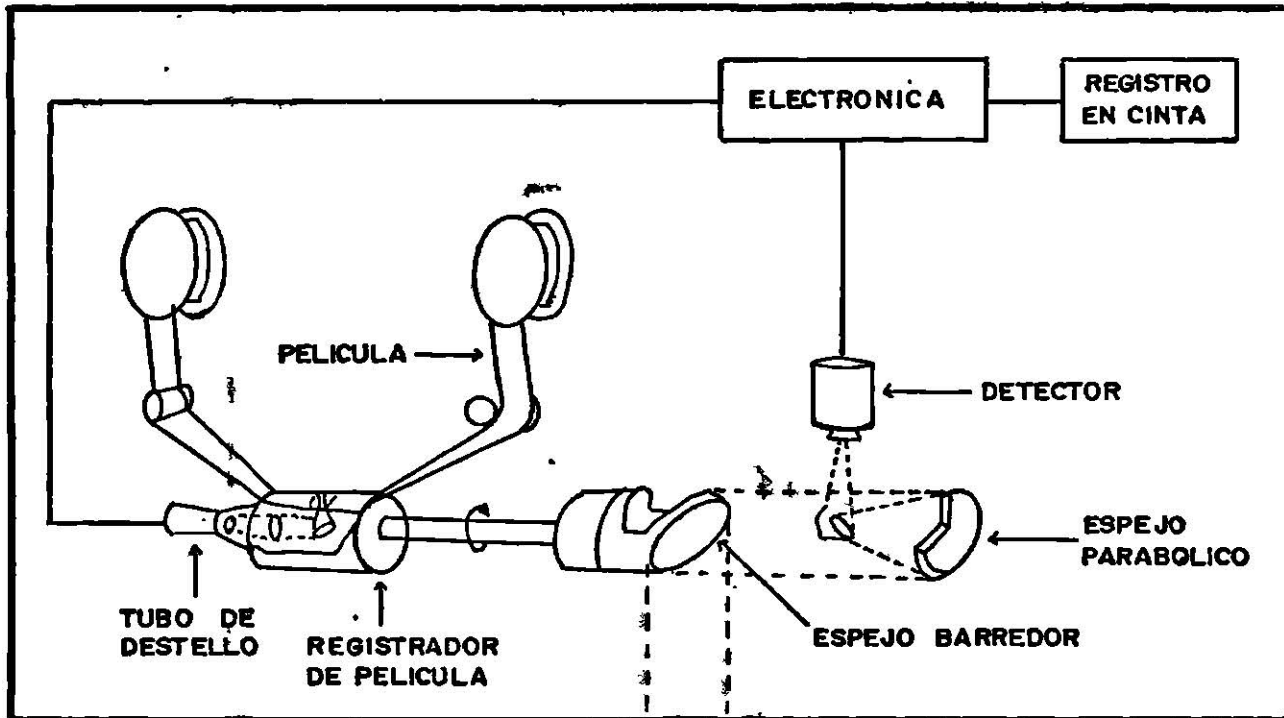 ELECTRONICA
REGISTRO
EN CINTA
PELICULA
DETECTOR
ESPEJO
PARABOLICO
TUBO DE
DESTELLO
REGISTRADOR
DE PELICULA
ESPEJO BARREDOR